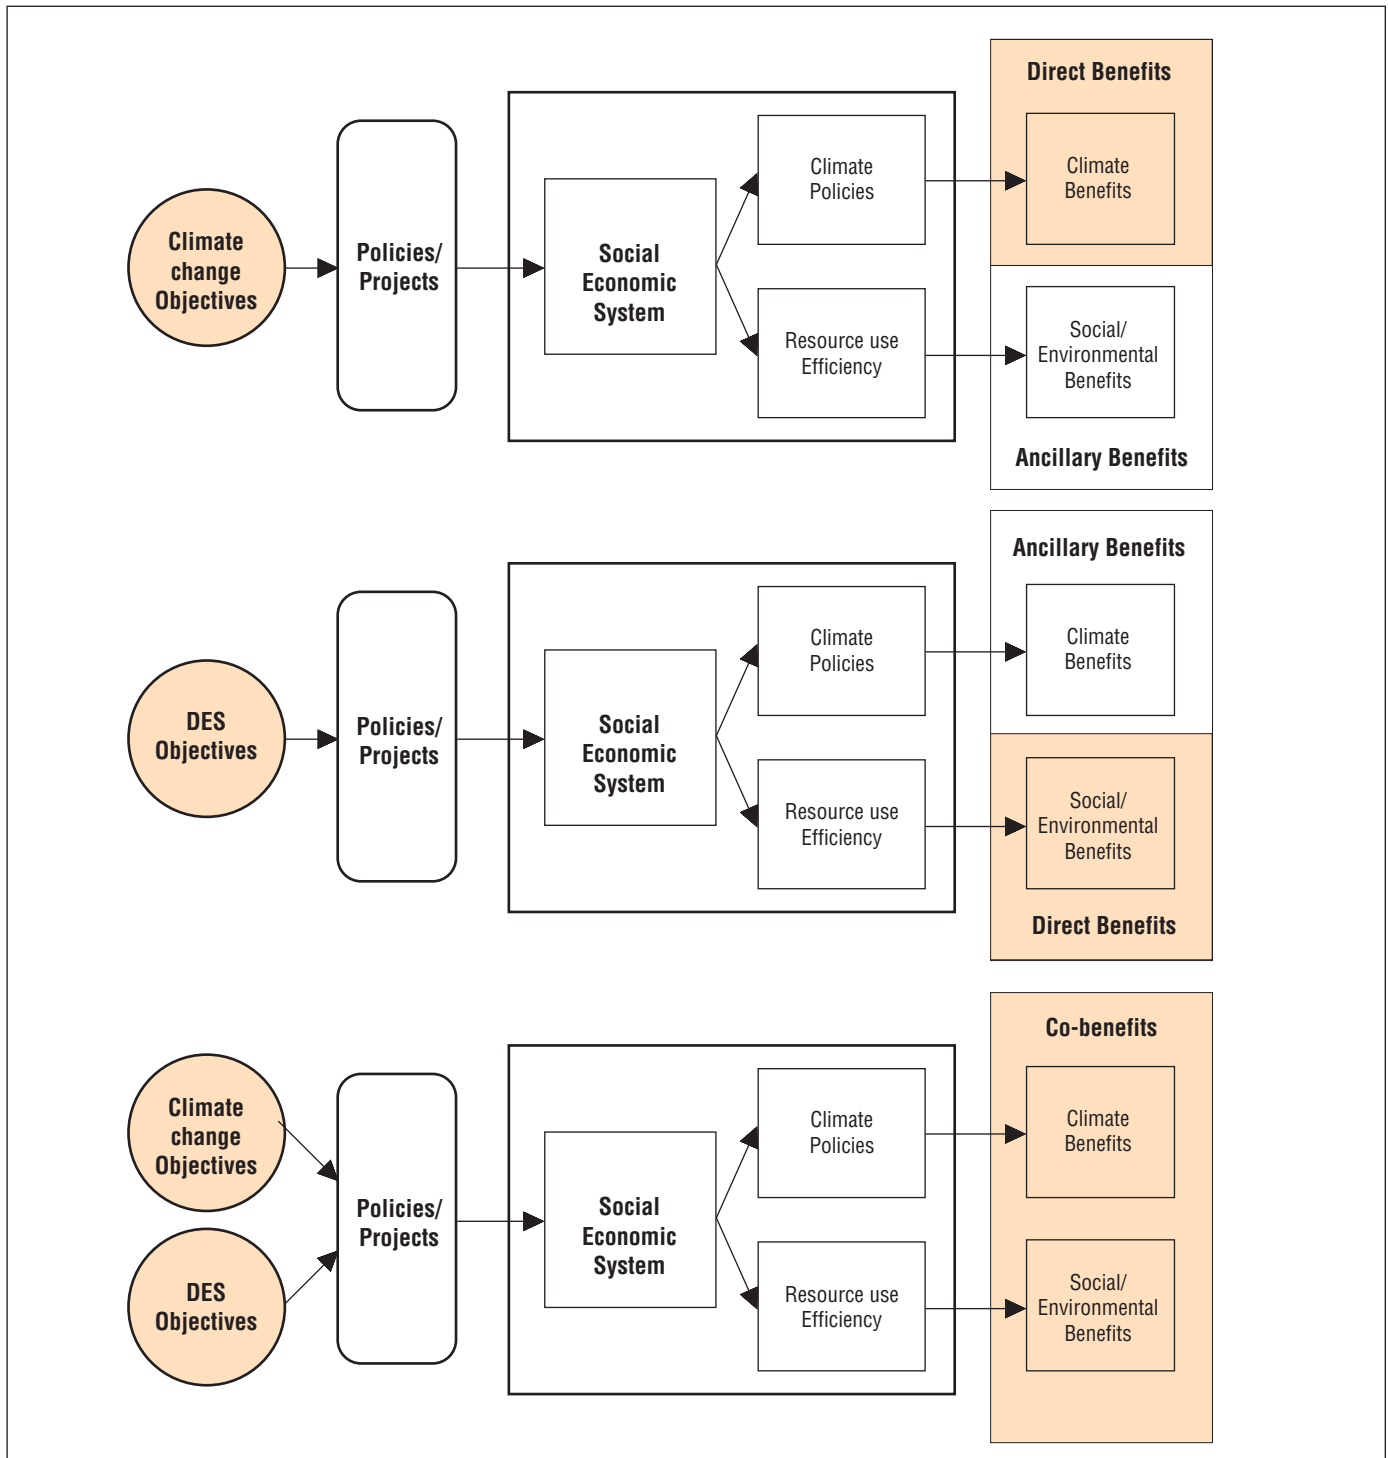 Direct Benefits
Climate
Policies
Climate
Benefits
Climate
change
Objectives
Policies/
Projects
Social
Economic
System
Resource use
Efficiency
Social/
Environmental
Benefits
Ancillary Benefits
Ancillary Benefits
Climate
Policies
Climate
Benefits
DES
Objectives
Policies/
Projects
Social
Economic
System
Resource use
Efficiency
Social/
Environmental
Benefits
Direct Benefits
Co-benefits
Climate
change
Objectives
Climate
Policies
Climate
Benefits
Policies/
Projects
Social
Economic
System
DES
Objectives
Resource use
Efficiency
Social/
Environmental
Benefits